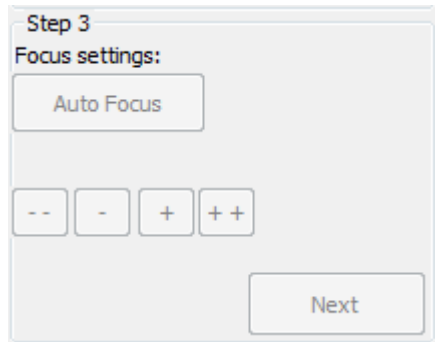 Step 3
Focus settings:
Auto Focus
-- - + ++
Next